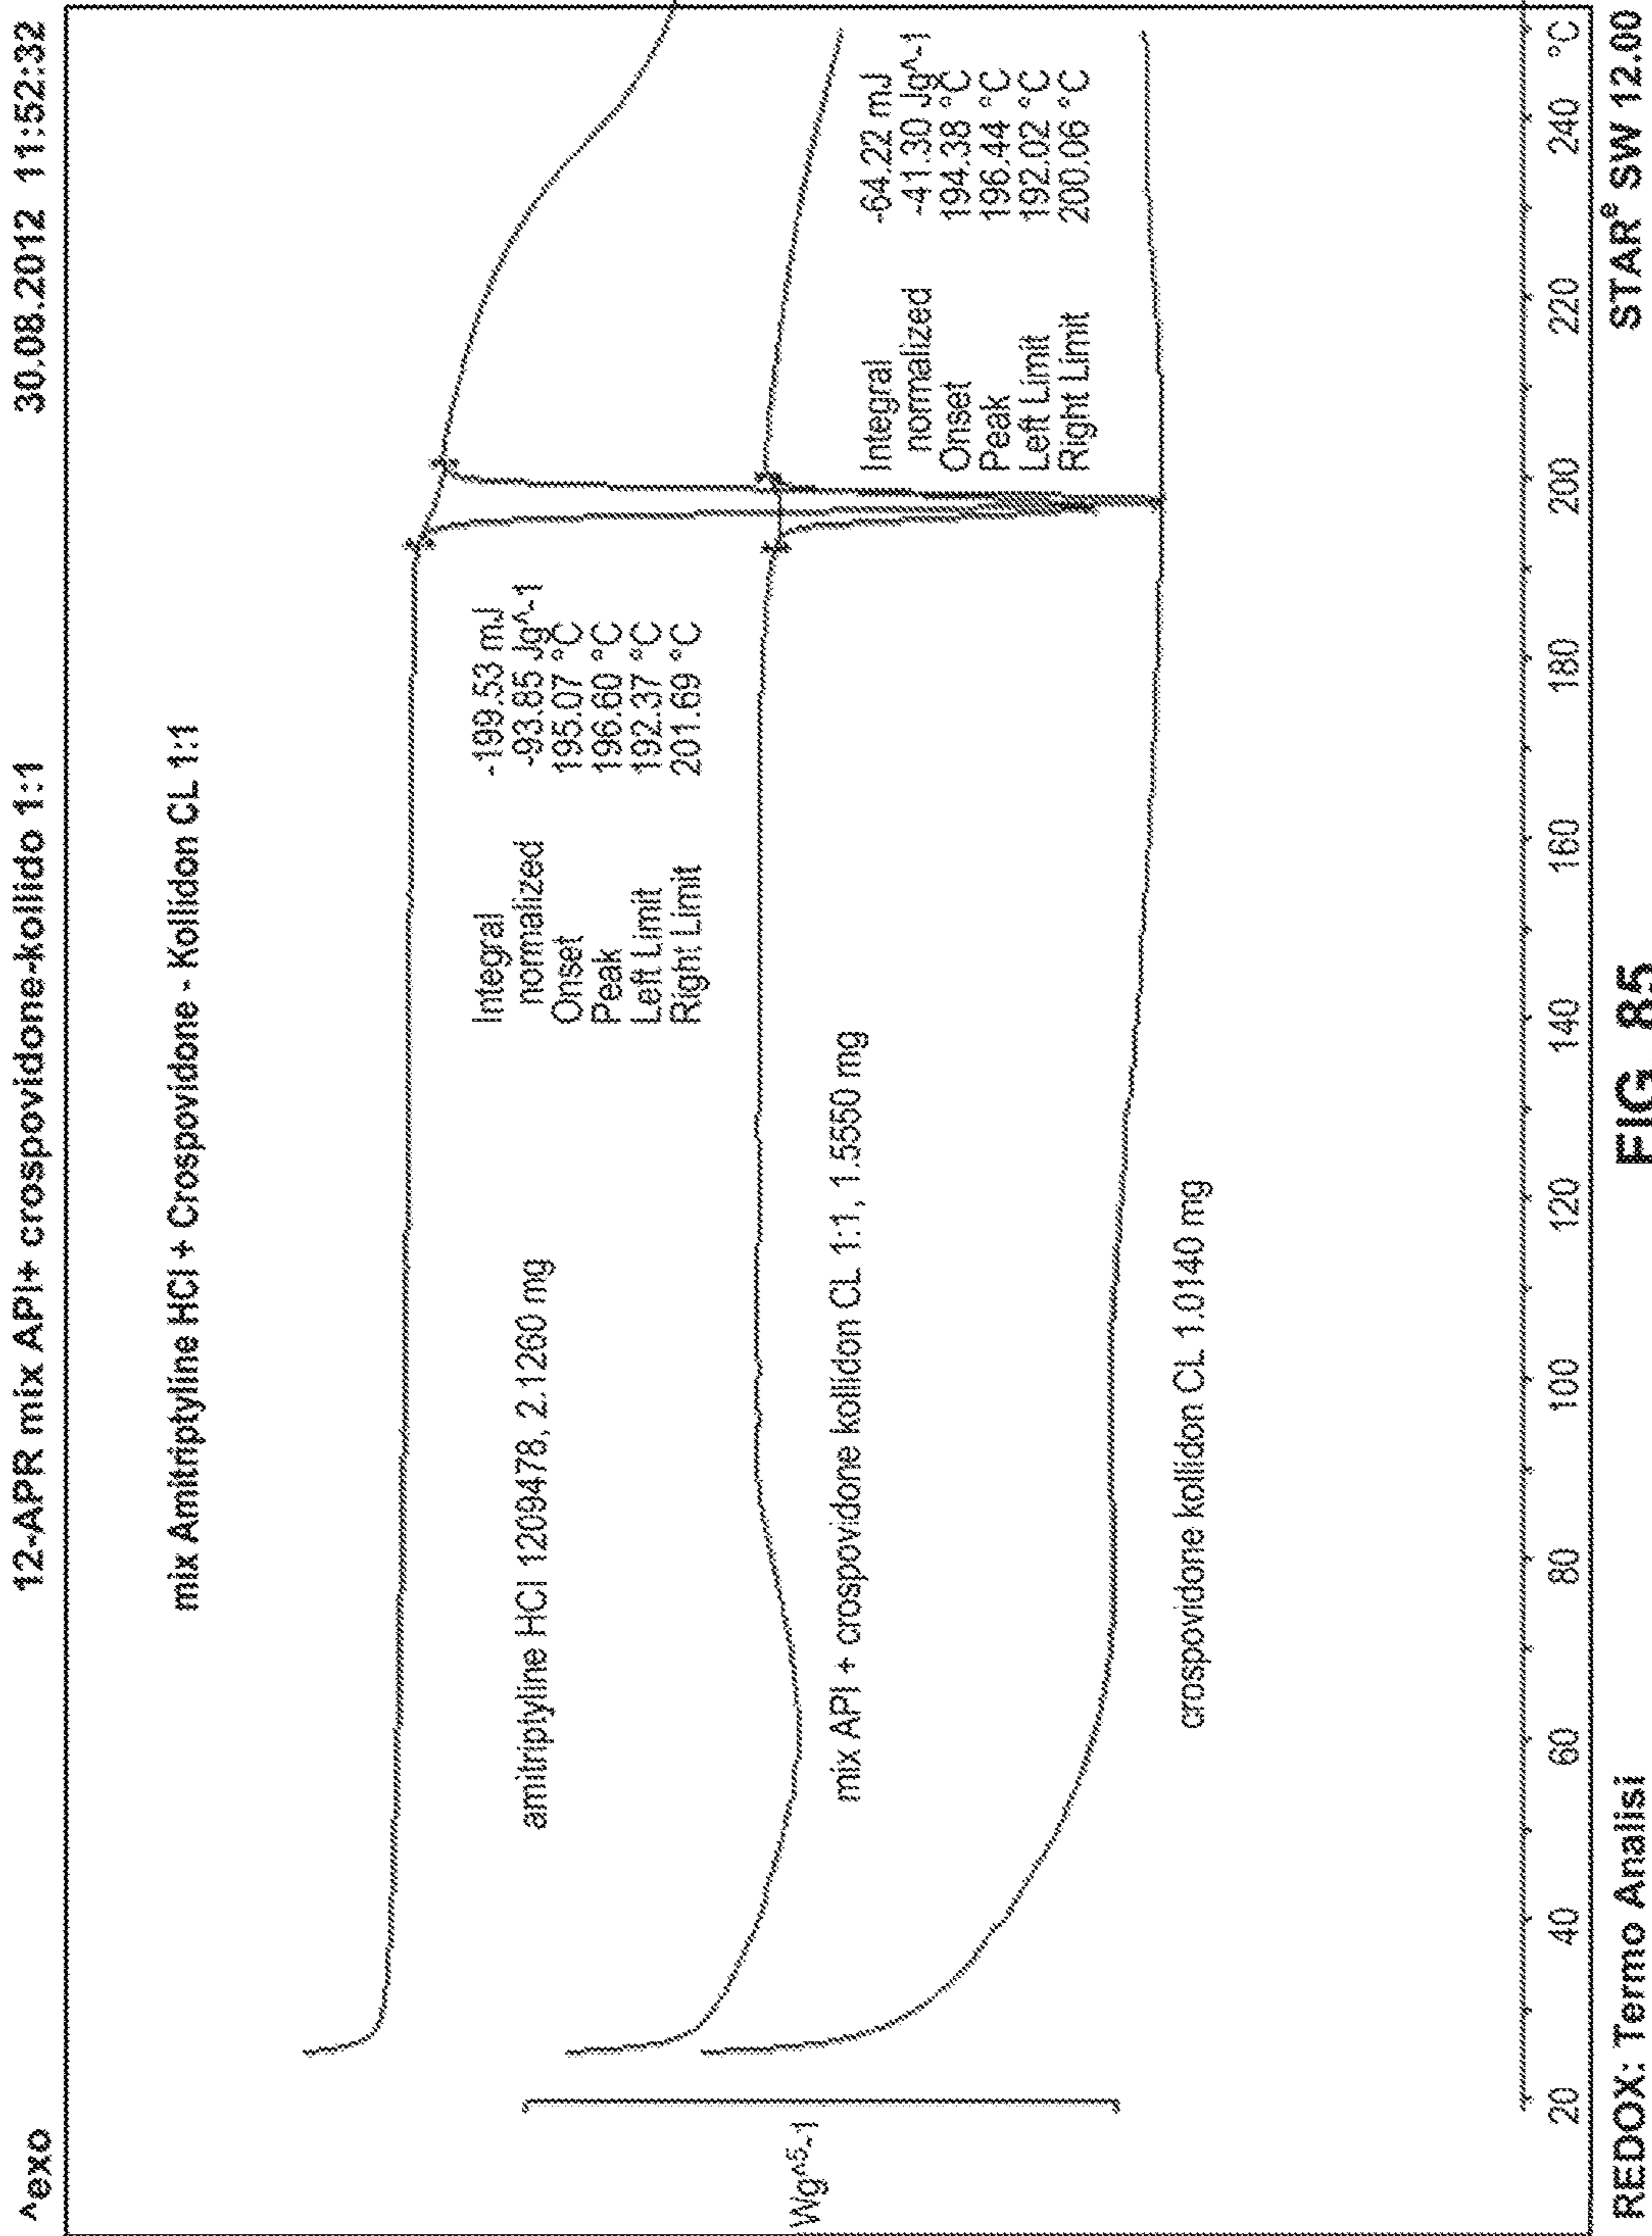 ^exo
12-APR mix API+ crospovidone-kollido 1:1
30.08.2012 11:52:32
mix Amitriptyline HCl + Crospovidone - Kollidon CL 1:1
Integral -199.53 mJ
normalized -93.85 Jg^-1
Onset 195.07 °C
Peak 196.60 °C
Left Limit 192.37 °C
Right Limit 201.69 °C
amitriptyline HCl 1209478, 2.1260 mg
Wg^5-1
mix API + crospovidone kollidon CL 1:1, 1.5550 mg
Integral -64.22 mJ
normalized -41.30 Jg^-1
Onset 194.38 °C
Peak 196.44 °C
Left Limit 192.02 °C
Right Limit 200.06 °C
crospovidone kollidon CL 1.0140 mg
20 40 60 80 100 120 140 160 180 200 220 240 °C
REDOX: Termo Analisi
FIG. 85
STARe SW 12.00